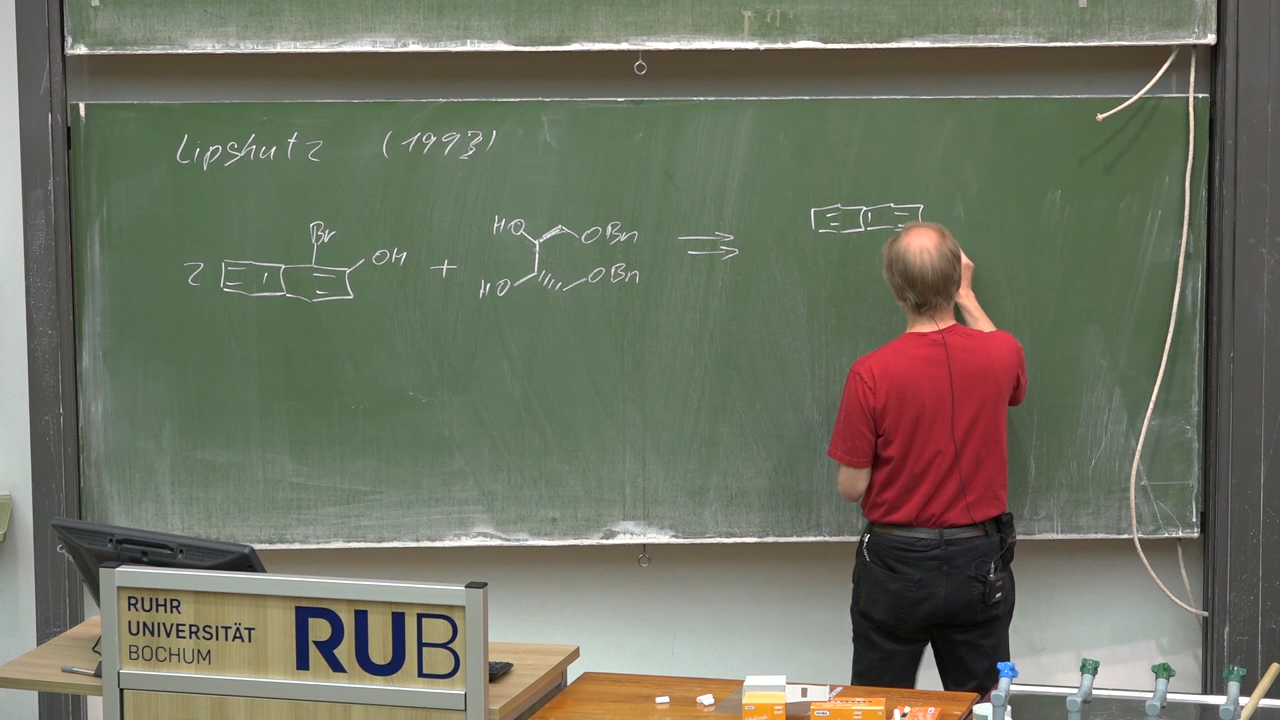 Lipshutz (1993)
Br
2 OH + HO OBn
HO OBn
RUHR
UNIVERSITÄT
BOCHUM
RUB